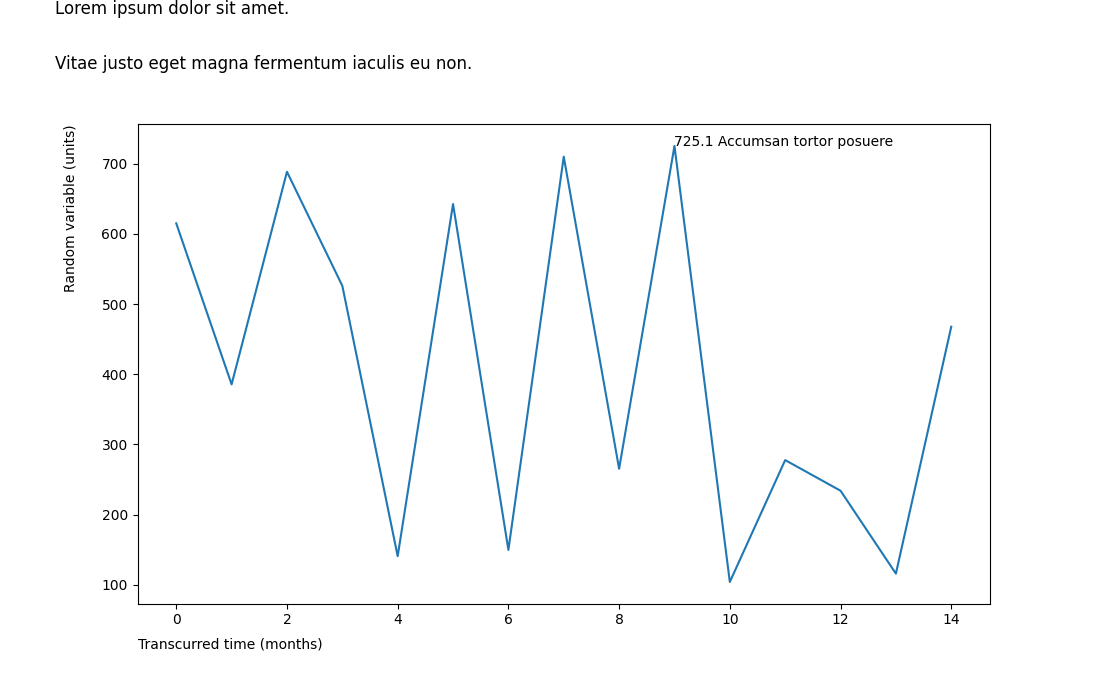 Lorem ipsum dolor sit amet.
Vitae justo eget magna fermentum iaculis eu non.
Random variable (units)
725.1 Accumsan tortor posuere
700
600
500
400
300
200
100
0 2 4 6 8 10 12 14
Transcurred time (months)